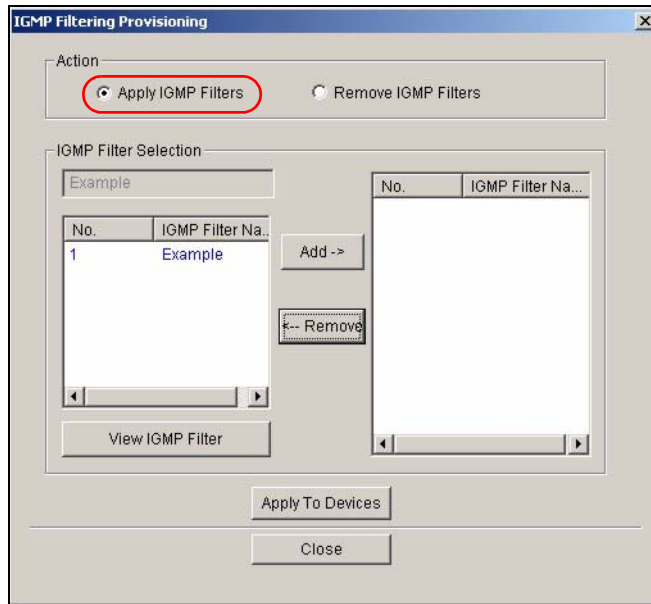 IGMP Filtering Provisioning
Action
Apply IGMP Filters
Remove IGMP Filters
IGMP Filter Selection
Example
No. IGMP Filter Na..
1 Example
Add ->
<-- Remove
View IGMP Filter
No. IGMP Filter Na...
Apply To Devices
Close